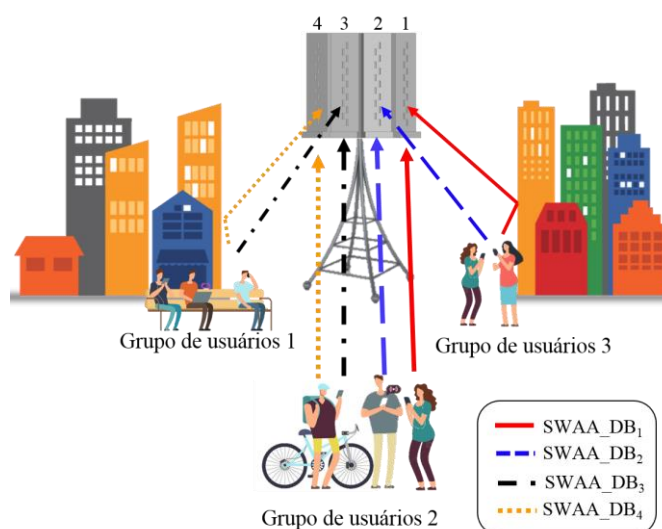 4 3 2 1
Grupo de usuários 1
Grupo de usuários 3
Grupo de usuários 2
SWAA_DB₁
SWAA_DB₂
SWAA_DB₃
SWAA_DB₄